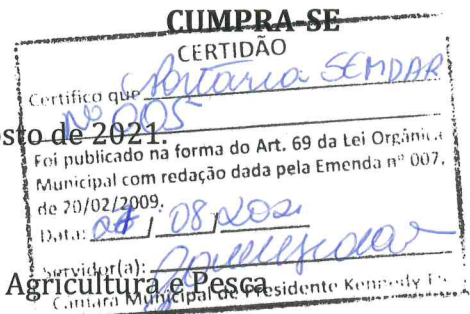 CUMPRA-SE
CERTIDÃO
Certifico que Portaria SEMDAR
Nº 005
sto de 2021.
Foi publicado na forma do Art. 69 da Lei Orgânica
Municipal com redação dada pela Emenda nº 007,
de 20/02/2009.
Data: / 08 / 2021
Servidor(a):
Agricultura e Pesca
Câmara Municipal de Presidente Kennedy